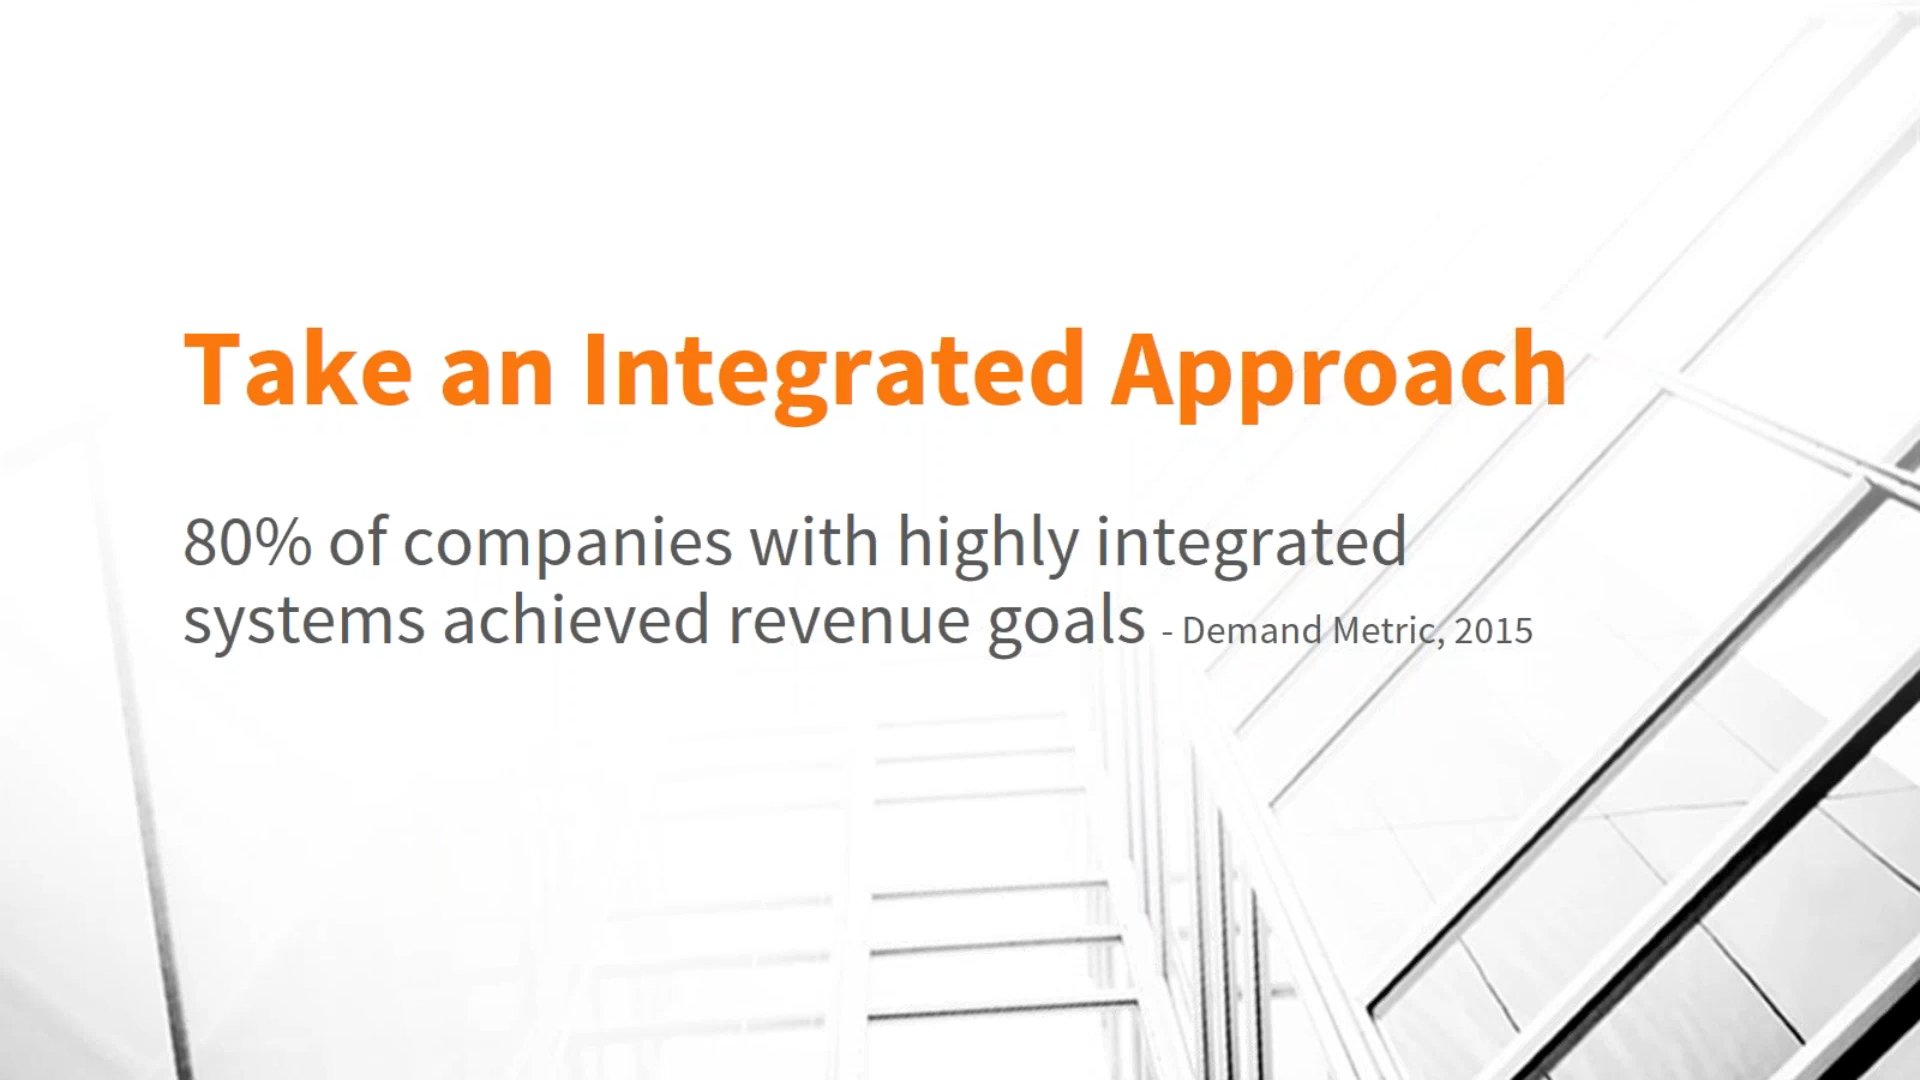 Take an Integrated Approach
80% of companies with highly integrated
systems achieved revenue goals - Demand Metric, 2015